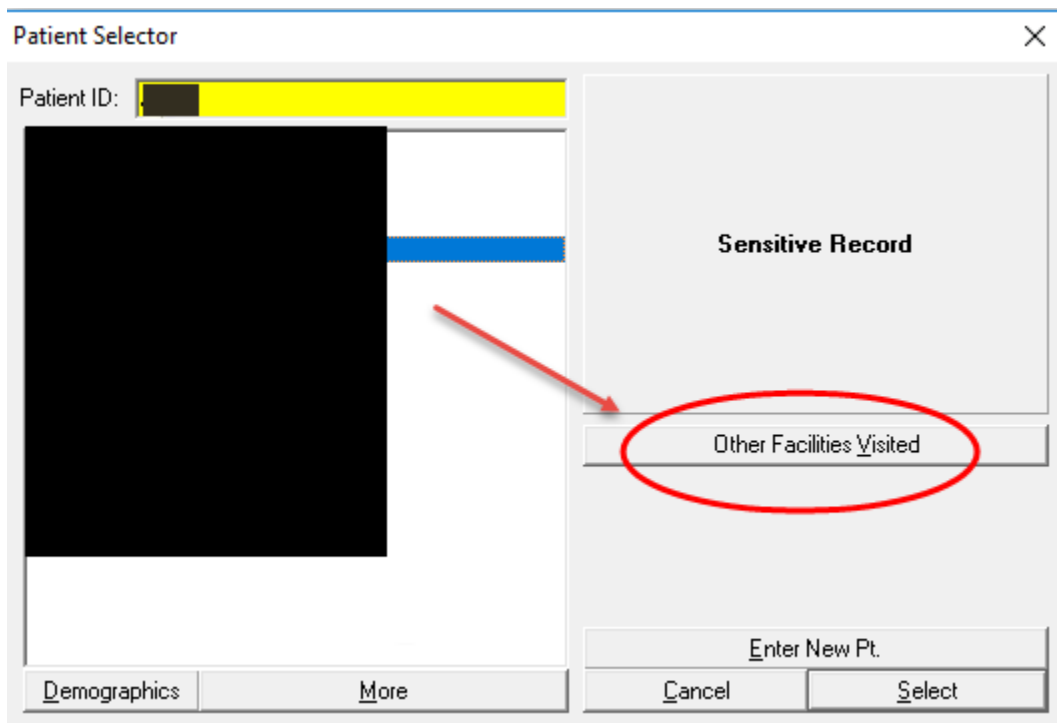 Patient Selector
Patient ID:
Sensitive Record
Other Facilities Visited
Enter New Pt.
Demographics More Cancel Select